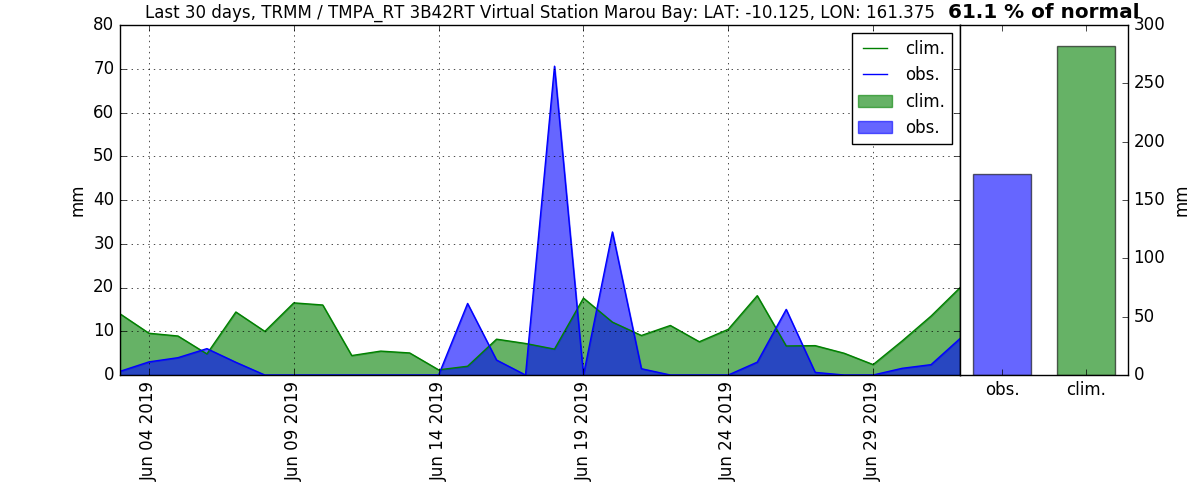 Last 30 days, TRMM / TMPA_RT 3B42RT Virtual Station Marou Bay: LAT: -10.125, LON: 161.375
61.1 % of normal
80
70
60
50
40
30
20
10
0
mm
clim.
obs.
clim.
obs.
Jun 04 2019
Jun 09 2019
Jun 14 2019
Jun 19 2019
Jun 24 2019
Jun 29 2019
300
250
200
150
100
50
0
mm
obs.
clim.